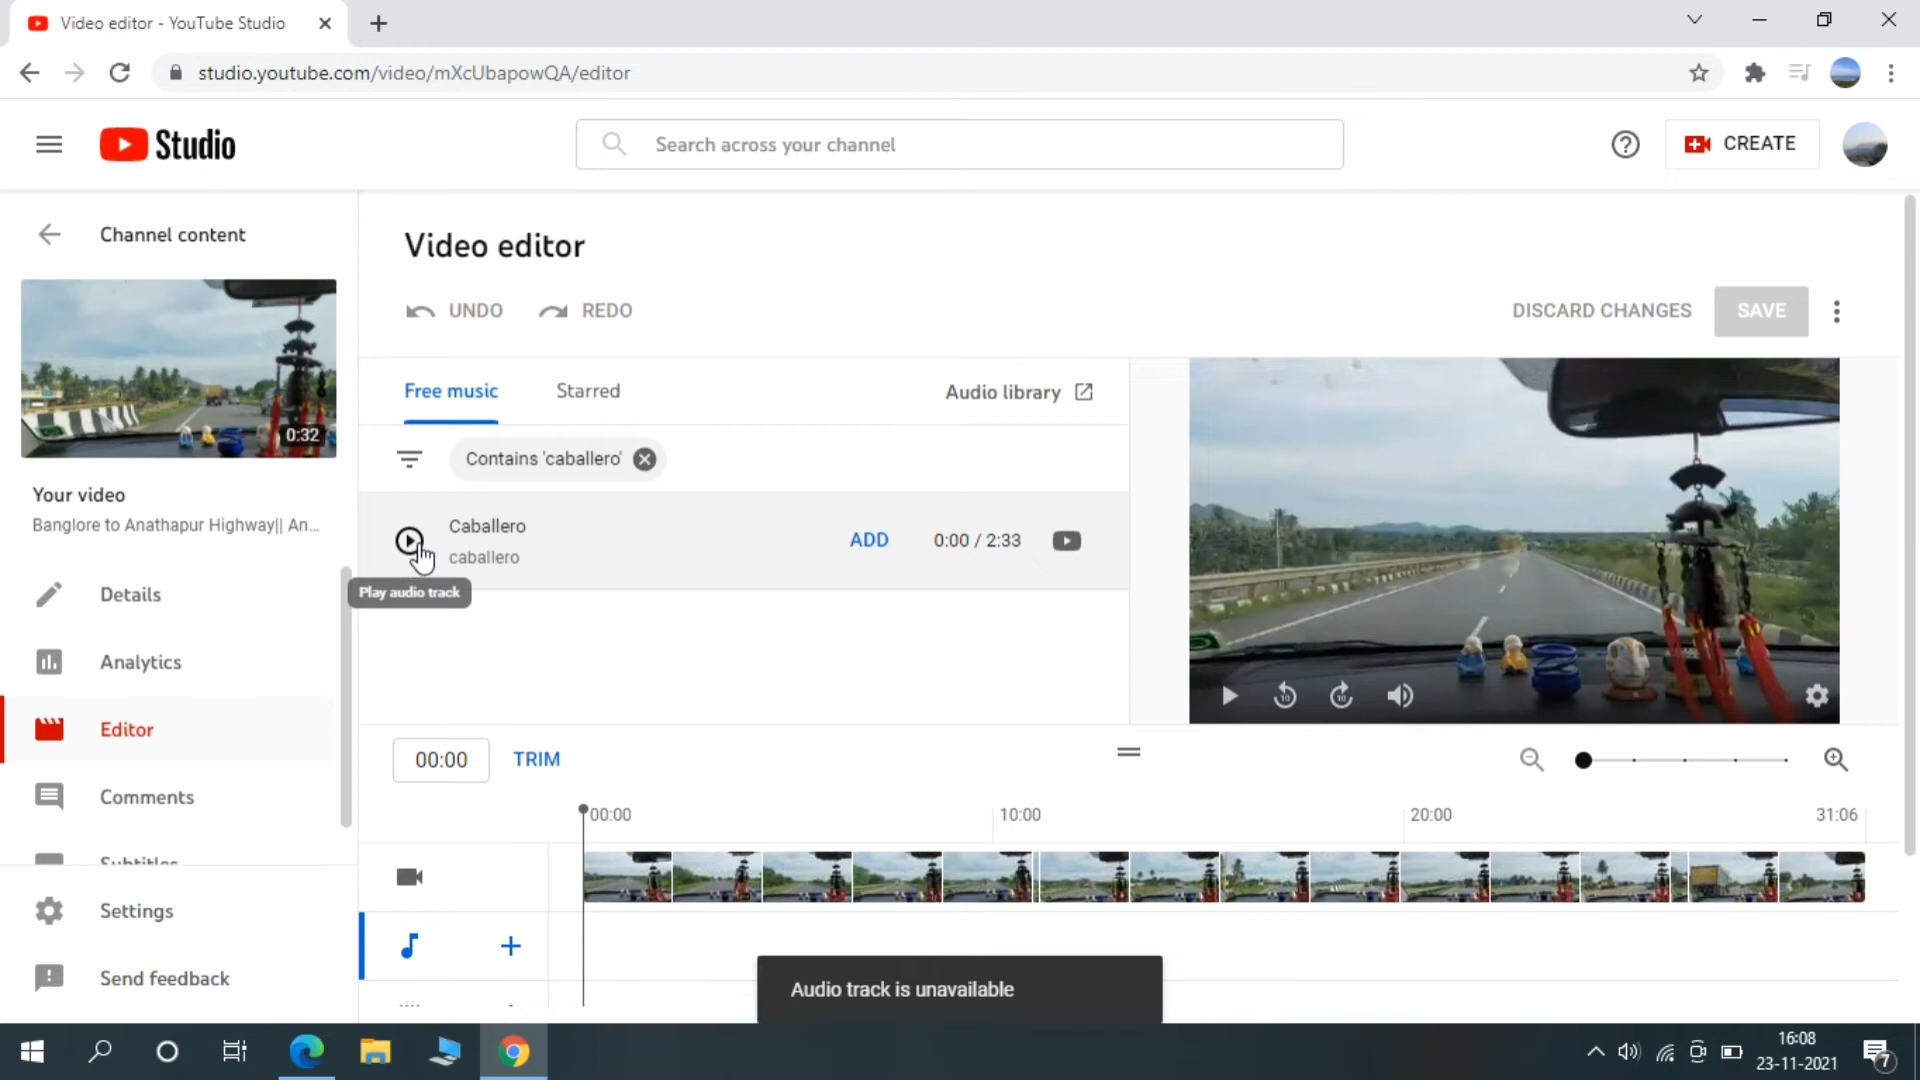 Video editor - YouTube Studio
studio.youtube.com/video/mXcUbapowQA/editor
Studio
Search across your channel
CREATE
Channel content
0:32
Your video
Banglore to Anathapur Highway|| An...
Details
Analytics
Editor
Comments
Subtitles
Settings
Send feedback
Video editor
UNDO
REDO
DISCARD CHANGES
SAVE
Free music
Starred
Audio library
Contains 'caballero'
Caballero
caballero
ADD
0:00 / 2:33
Play audio track
10
10
00:00
TRIM
00:00
10:00
20:00
31:06
Audio track is unavailable
16:08
23-11-2021
7